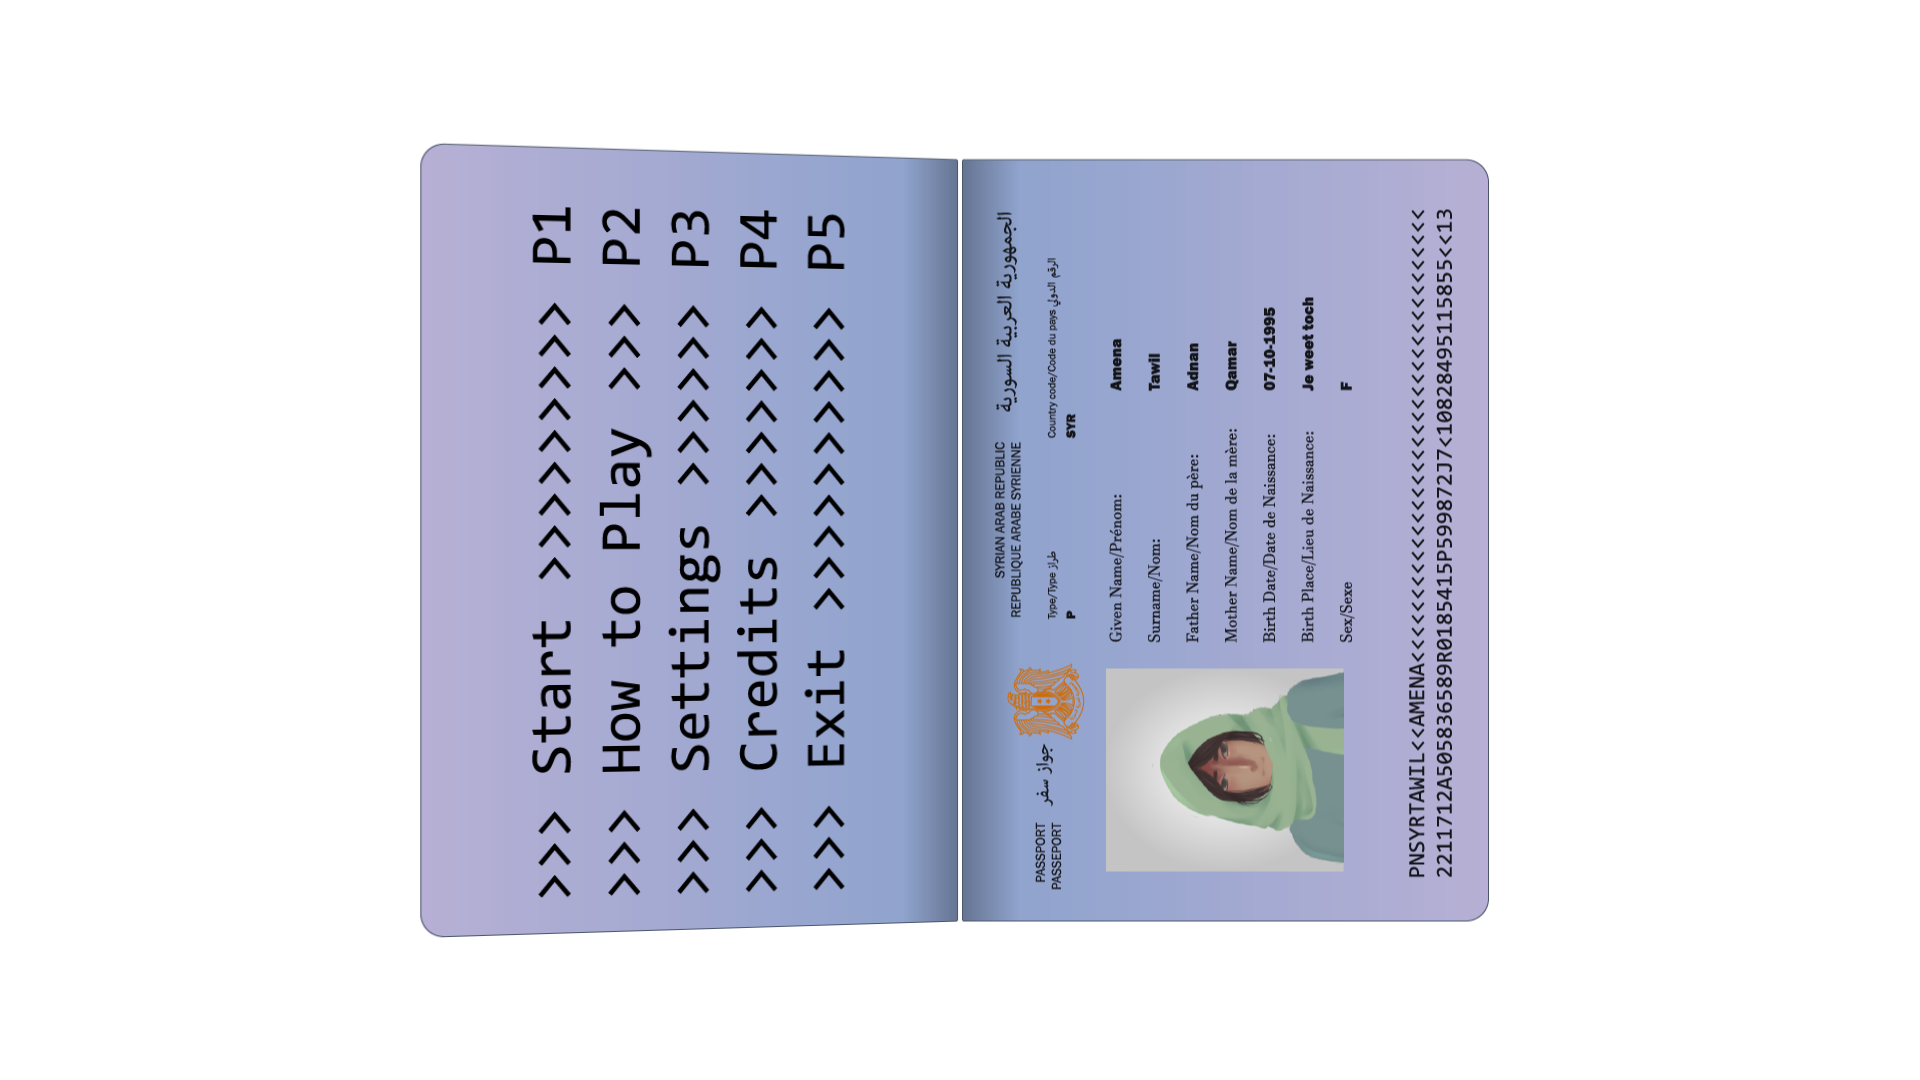 >>> Start >>>>>>>>> P1
>>> How to Play >>> P2
>>> Settings >>>>>> P3
>>> Credits >>>>>>> P4
>>> Exit >>>>>>>>>> P5
SYRIAN ARAB REPUBLIC
REPUBLIQUE ARABE SYRIENNE
الجمهورية العربية السورية
PASSPORT
PASSEPORT
جواز سفر
Type/Type طراز
P
Country code/Code du pays الرقم الدولي
SYR
Given Name/Prénom: Amena
Surname/Nom: Tawil
Father Name/Nom du père: Adnan
Mother Name/Nom de la mère: Qamar
Birth Date/Date de Naissance: 07-10-1995
Birth Place/Lieu de Naissance: Je weet toch
Sex/Sexe F
PNSYRTAWIL<<AMENA<<<<<<<<<<<<<<<<<<<<<<<<<<<
2211712A5058365589R01854415P599872J7<1082849511 5855<<13